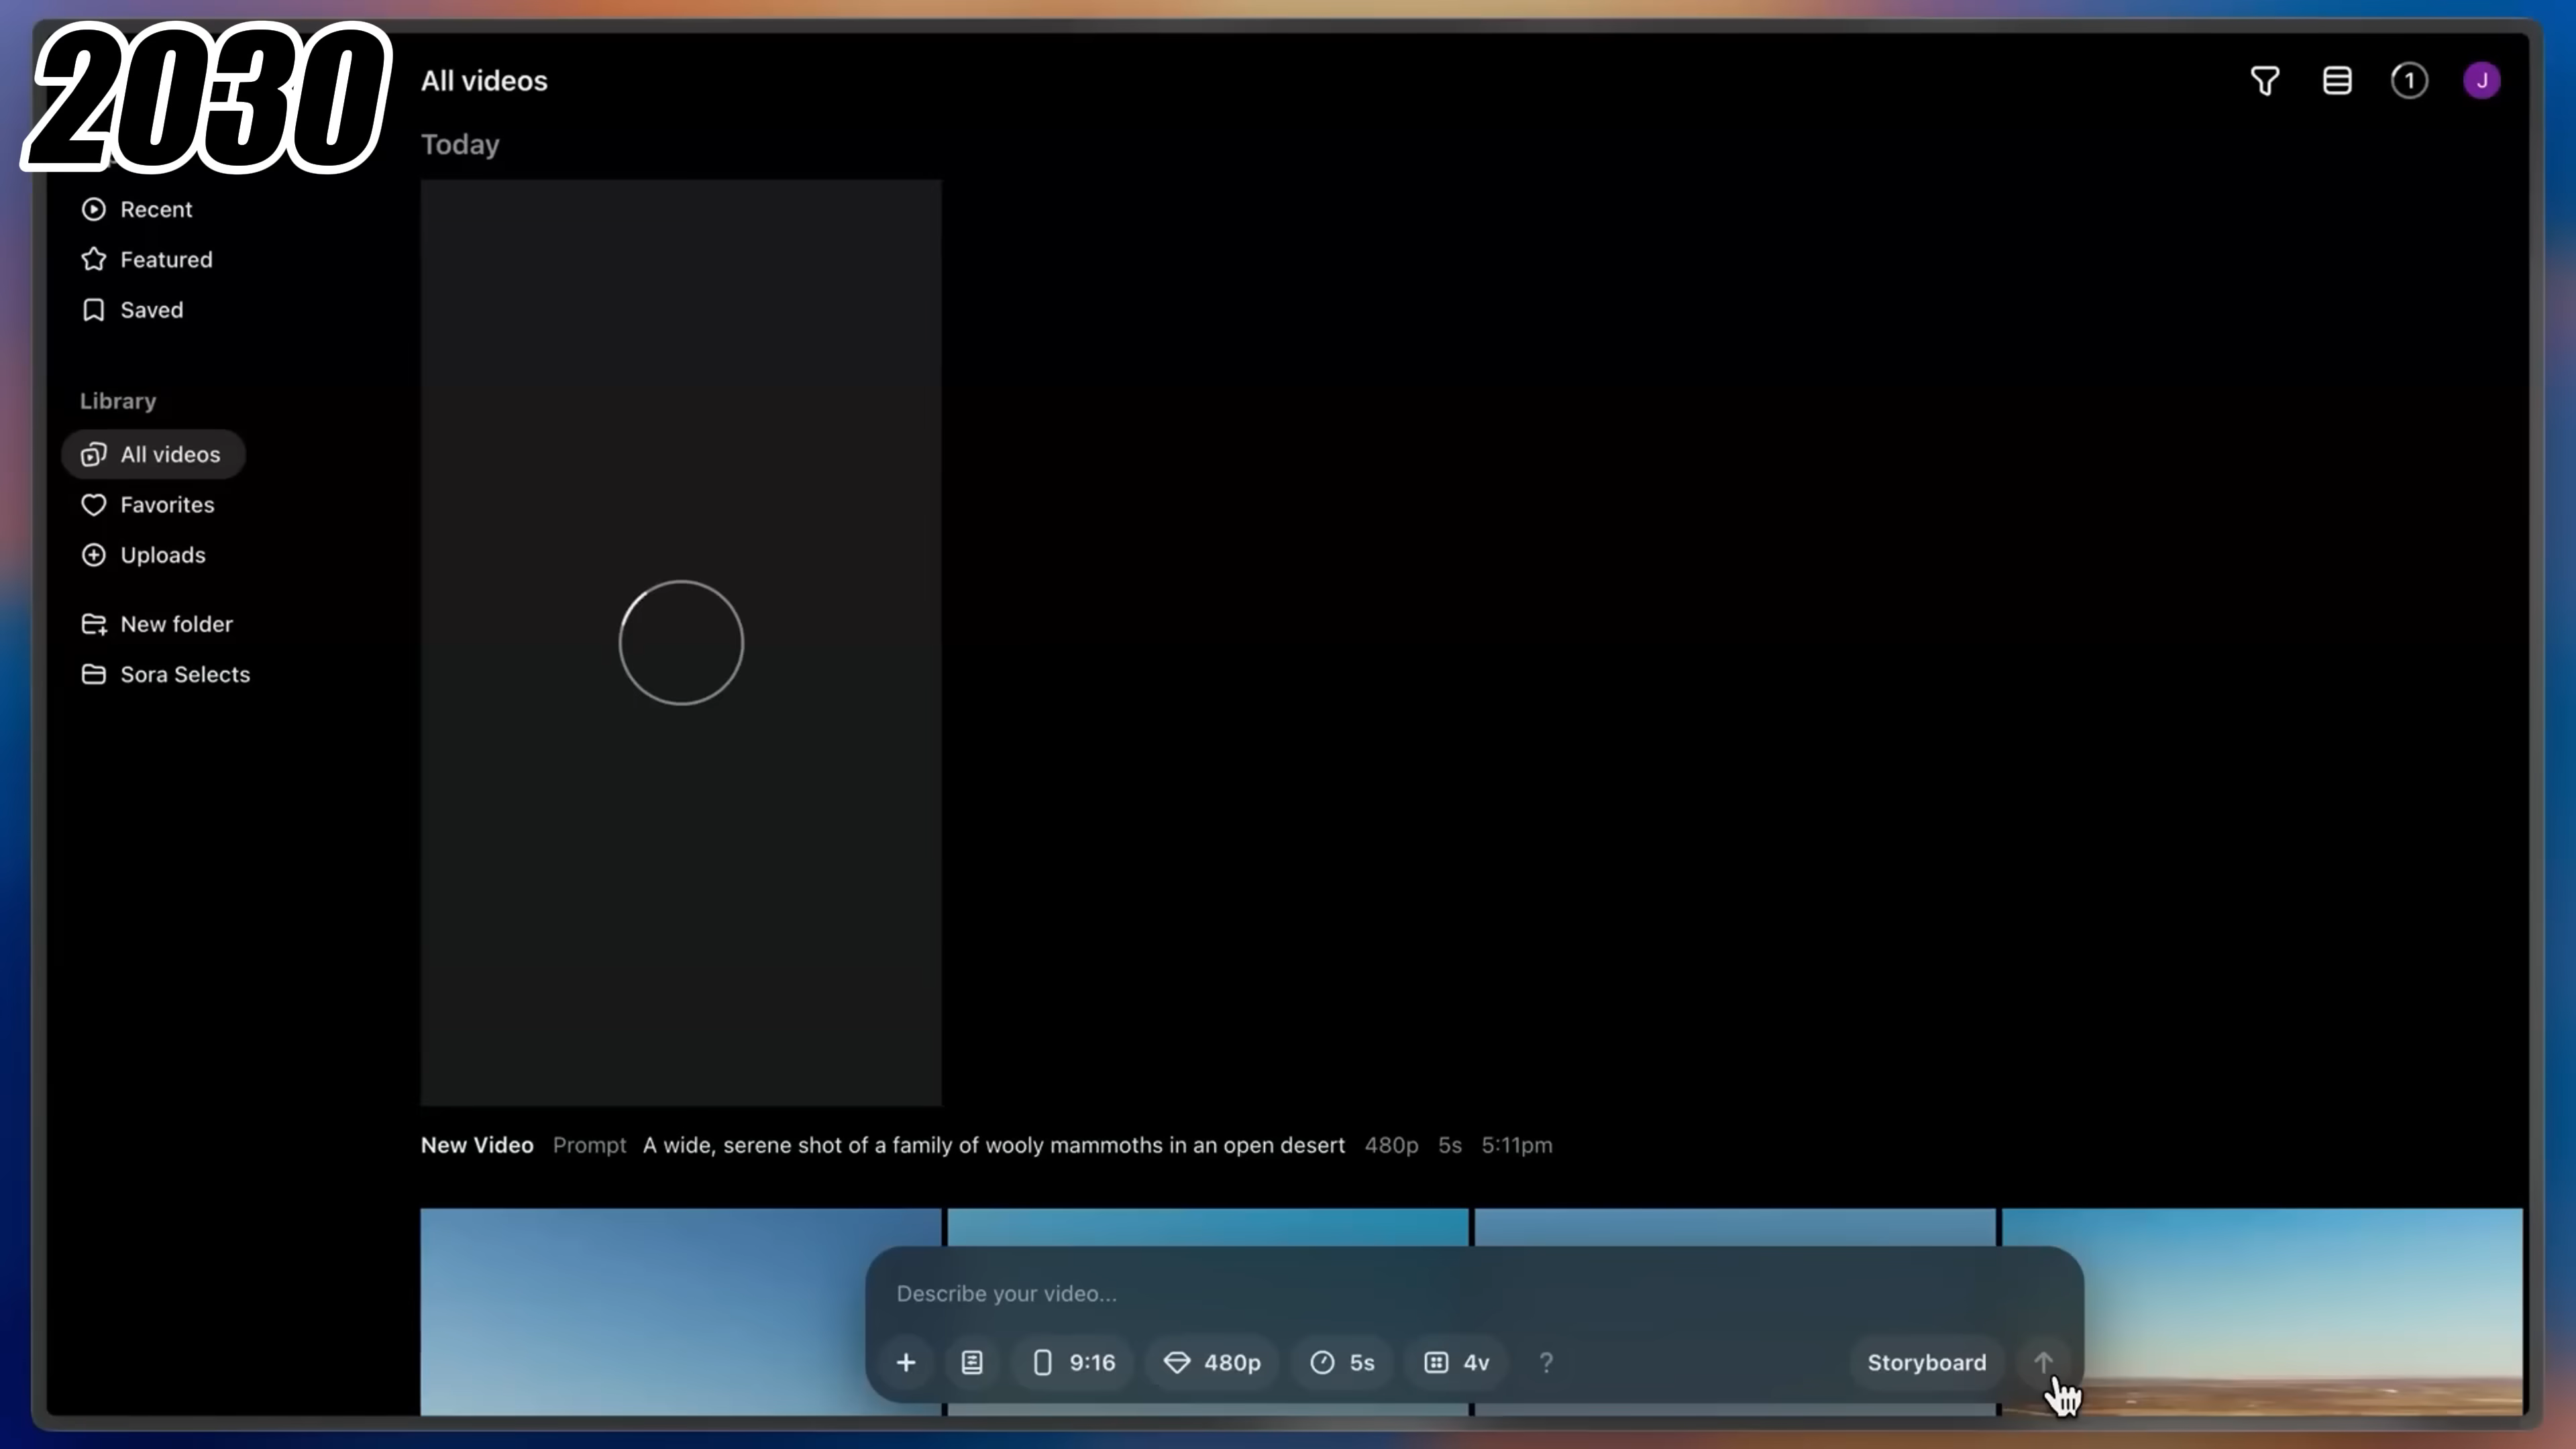 2030
All videos
1
J
Today
Recent
Featured
Saved
Library
All videos
Favorites
Uploads
New folder
Sora Selects
New Video Prompt A wide, serene shot of a family of wooly mammoths in an open desert 480p 5s 5:11pm
Describe your video...
9:16 480p 5s 4v ? Storyboard